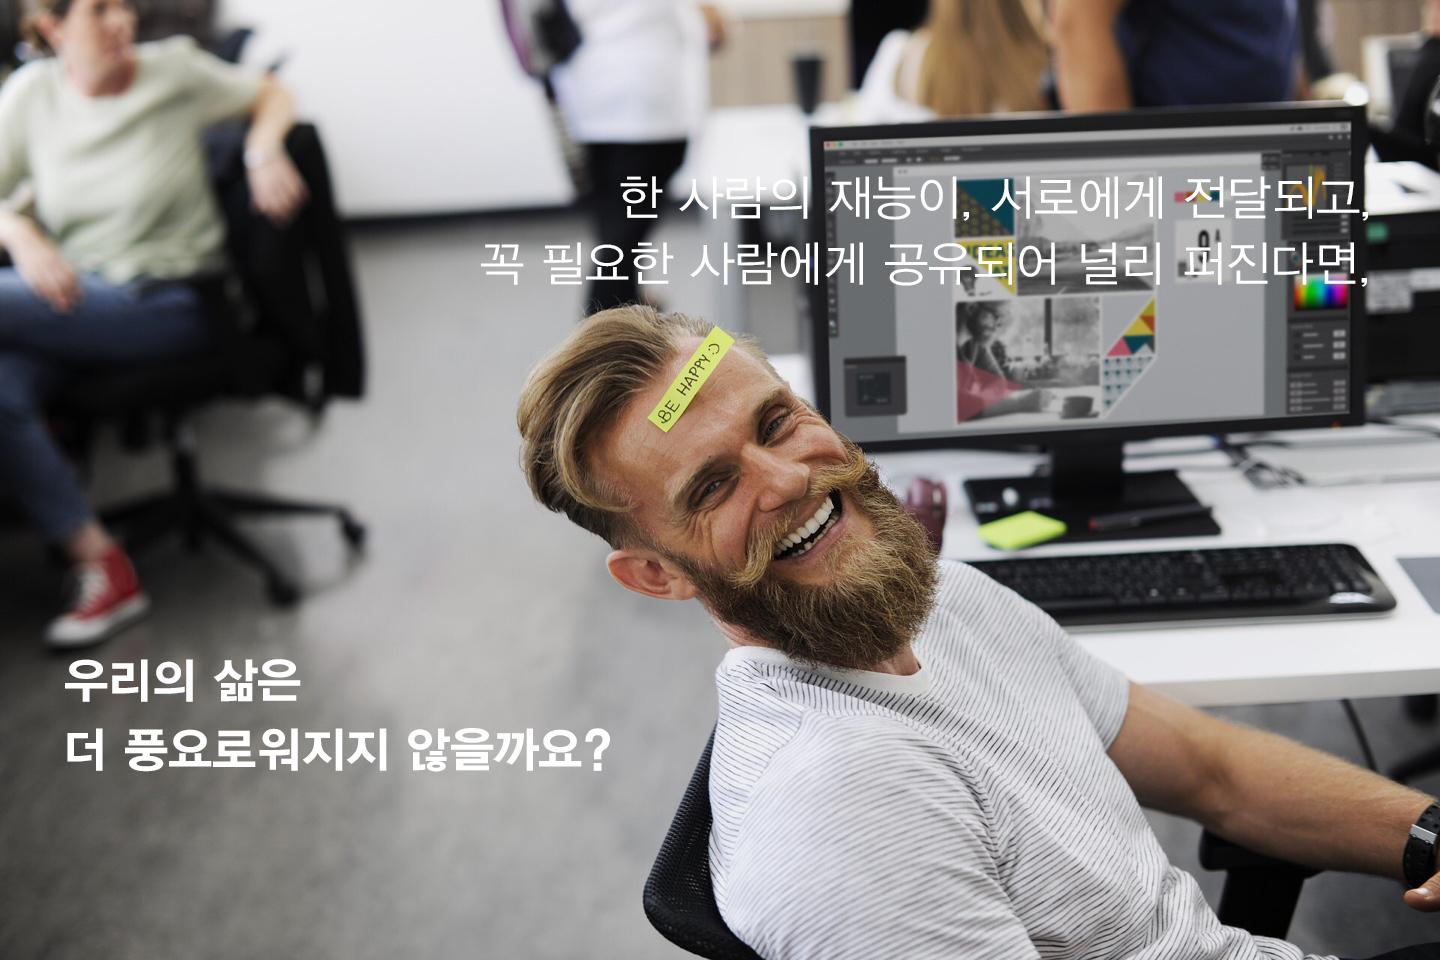 한 사람의 재능이, 서로에게 전달되고,
꼭 필요한 사람에게 공유되어 널리 퍼진다면,
BE HAPPY :)
우리의 삶은
더 풍요로워지지 않을까요?